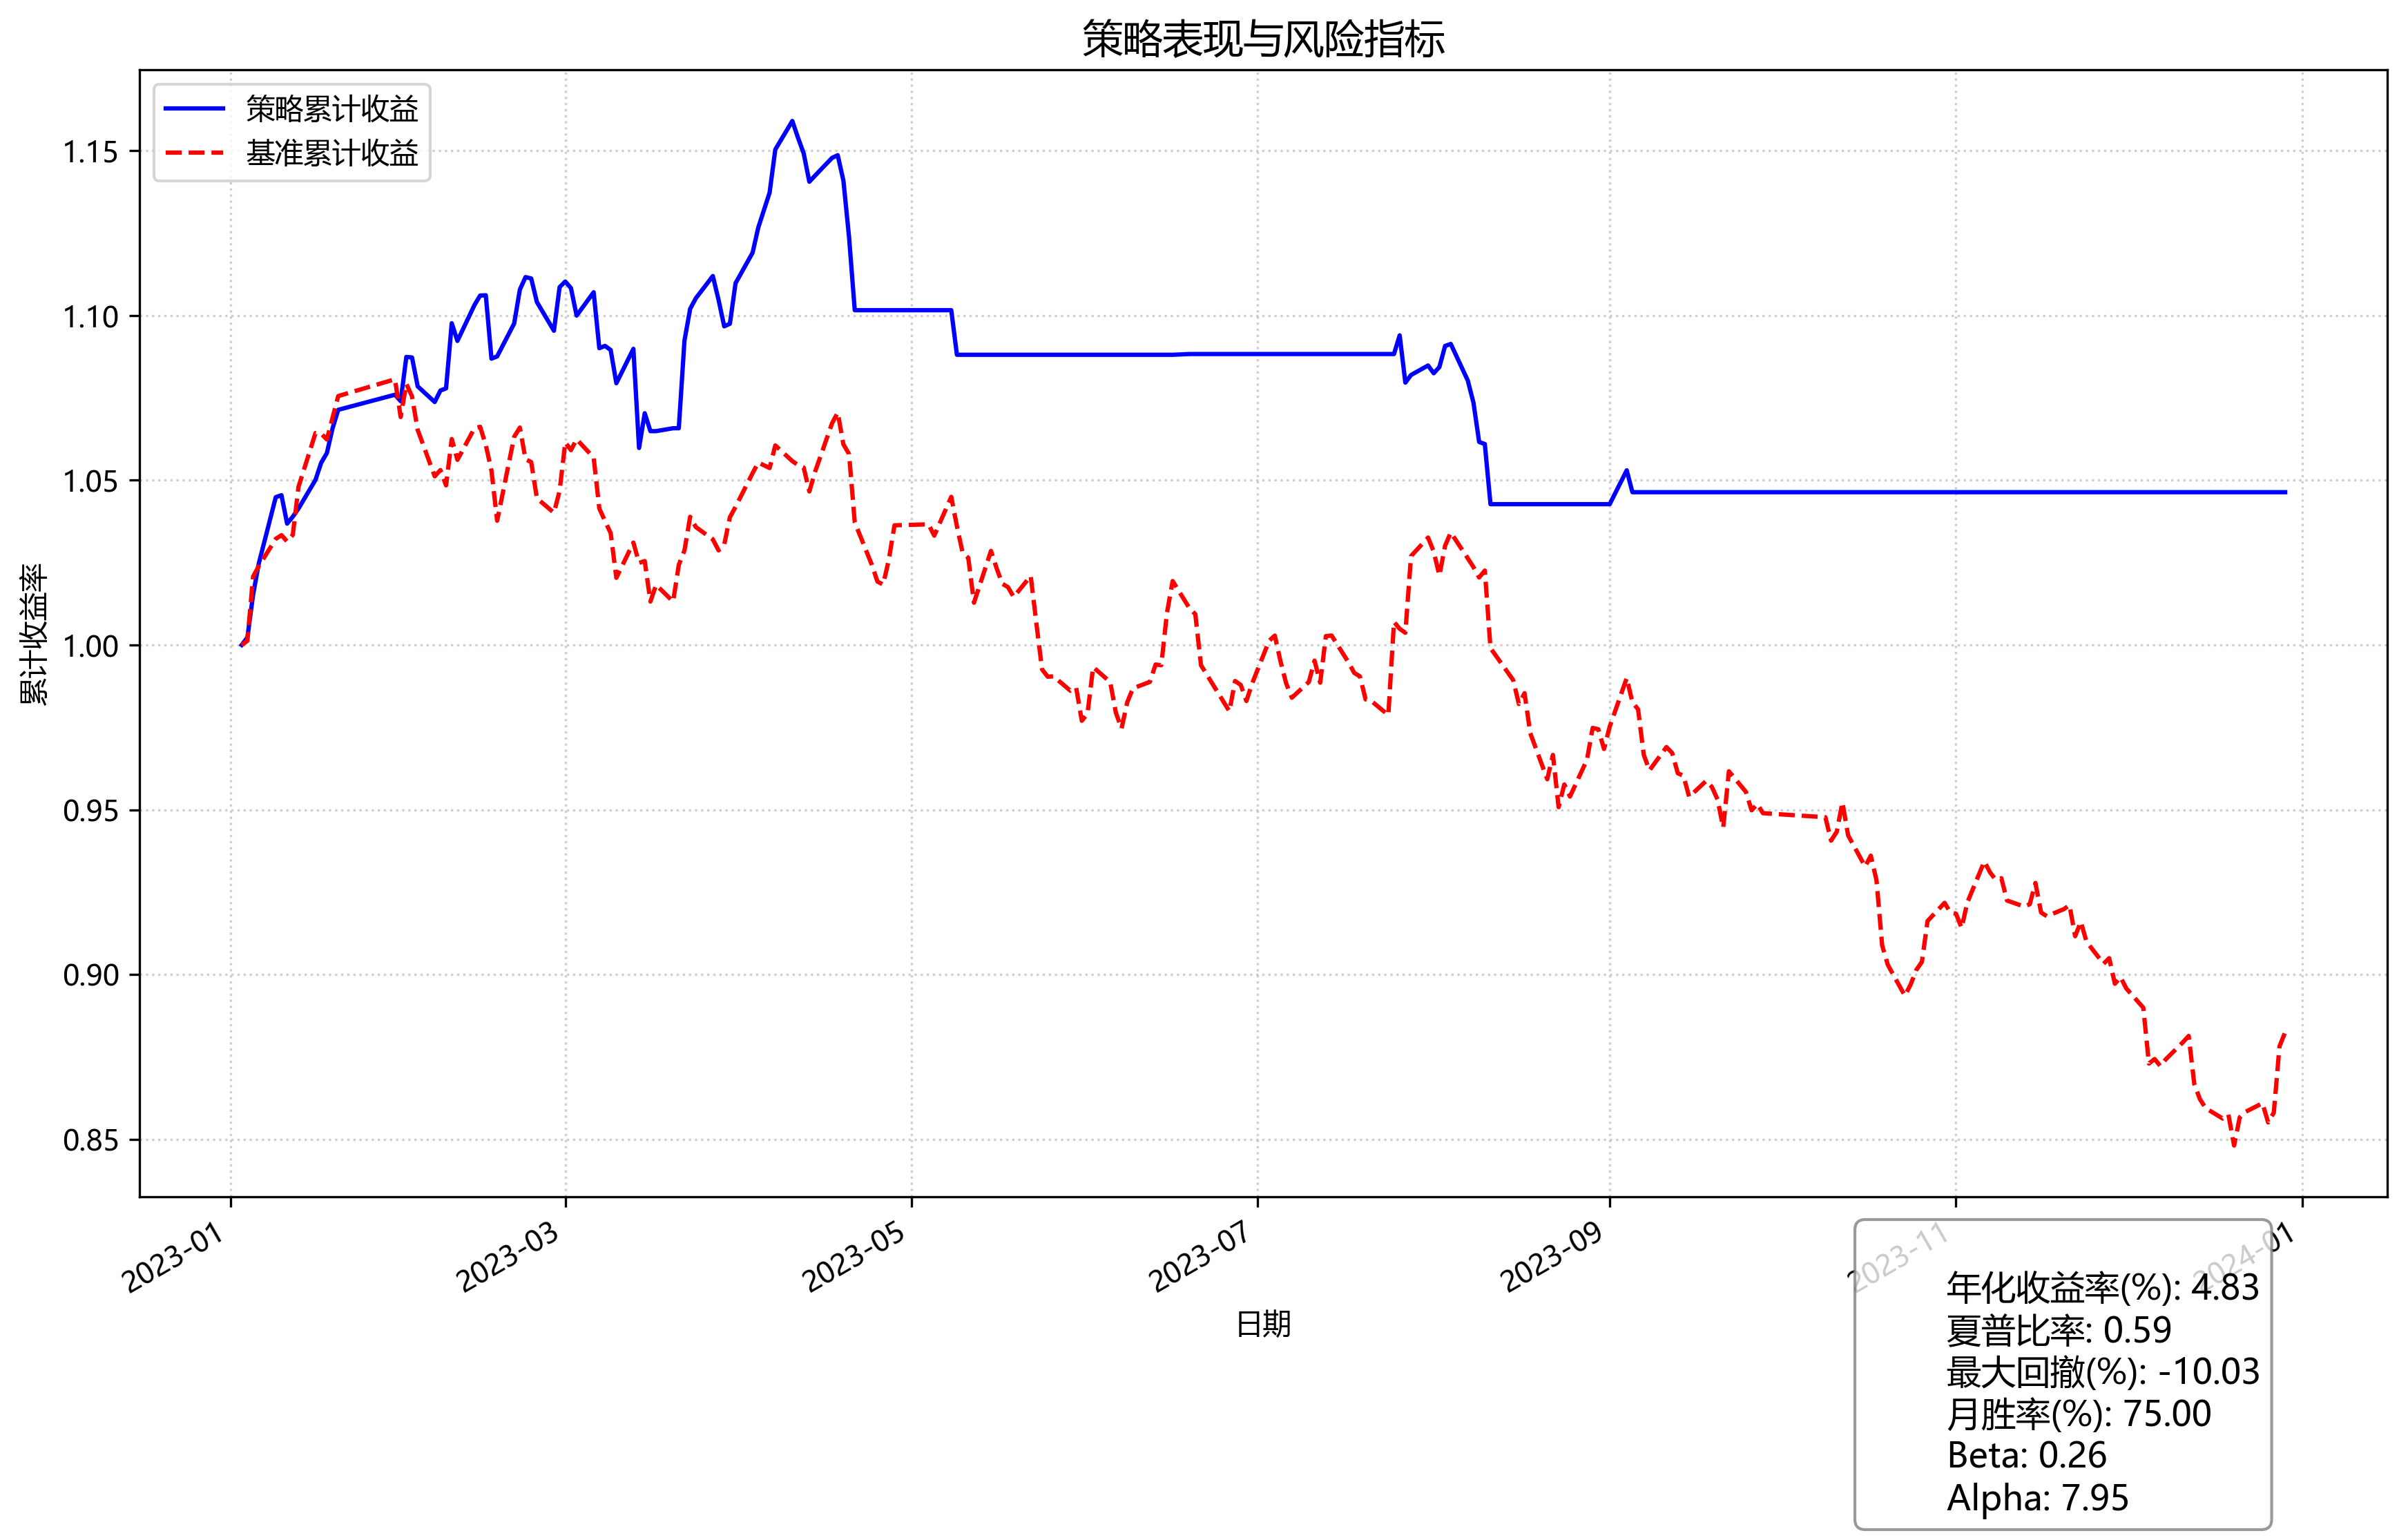 策略表现与风险指标
策略累计收益
基准累计收益
1.15
1.10
1.05
1.00
0.95
0.90
0.85
累计收益率
2023-01
2023-03
2023-05
2023-07
2023-09
2023-11
2024-01
日期
年化收益率(%): 4.83
夏普比率: 0.59
最大回撤(%): -10.03
月胜率(%): 75.00
Beta: 0.26
Alpha: 7.95